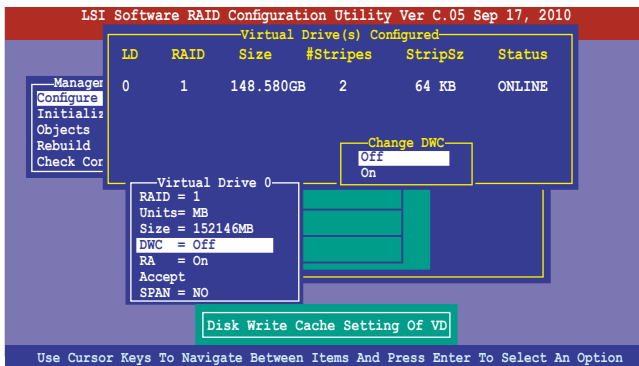 LSI Software RAID Configuration Utility Ver C.05 Sep 17, 2010
Virtual Drive(s) Configured
LD RAID Size #Stripes StripSz Status
0 1 148.580GB 2 64 KB ONLINE
Managem
Configure
Initializ
Objects
Rebuild
Check Con
Change DWC
Off
On
Virtual Drive 0
RAID = 1
Units= MB
Size = 152146MB
DWC = Off
RA = On
Accept
SPAN = NO
Disk Write Cache Setting Of VD
Use Cursor Keys To Navigate Between Items And Press Enter To Select An Option